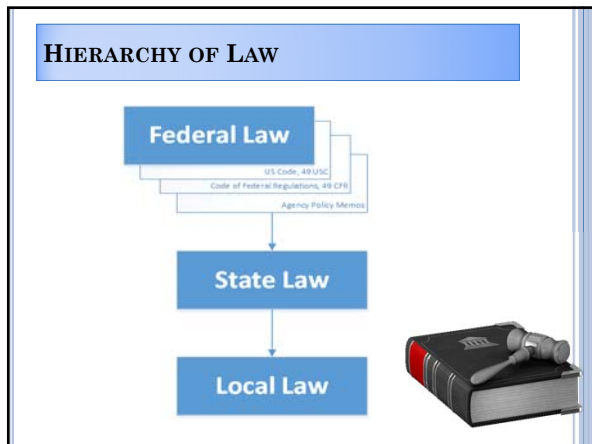 HIERARCHY OF LAW
Federal Law
US Code, 49 USC
Code of Federal Regulations, 49 CFR
Agency Policy Memos
State Law
Local Law